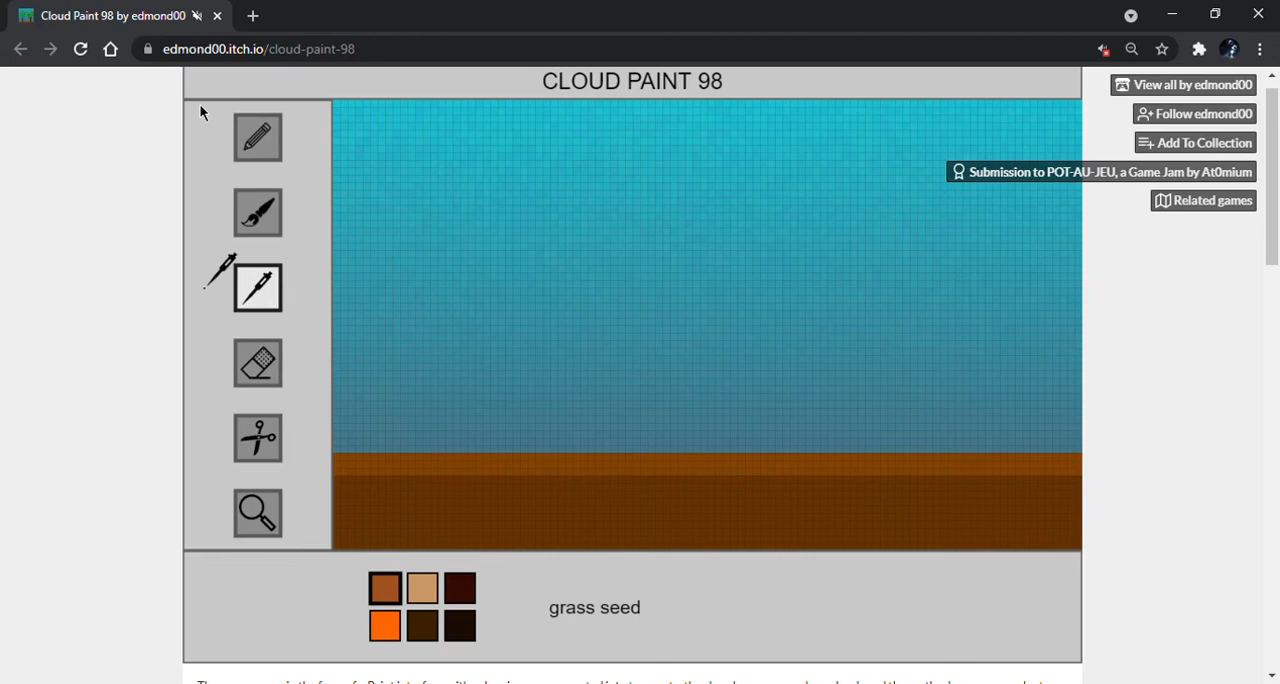 Cloud Paint 98 by edmond00
edmond00.itch.io/cloud-paint-98
CLOUD PAINT 98
View all by edmond00
Follow edmond00
Add To Collection
Submission to POT-AU-JEU, a Game Jam by At0mium
Related games
grass seed